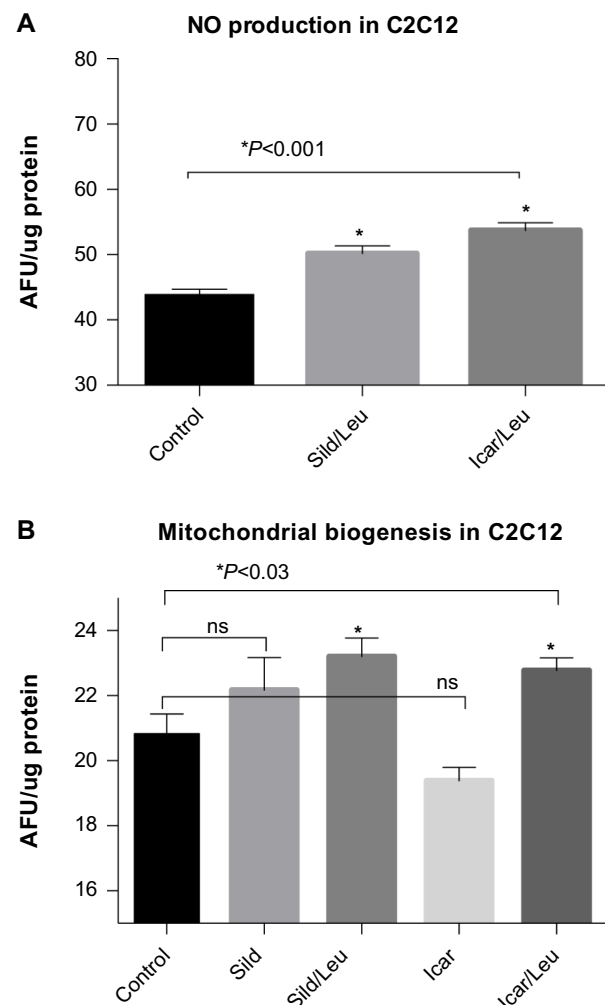 A
NO production in C2C12
80
70
60
50
40
30
AFU/ug protein
*P<0.001
*
*
Control
Sild/Leu
Icar/Leu
B
Mitochondrial biogenesis in C2C12
*P<0.03
24
22
20
18
16
AFU/ug protein
ns
*
ns
*
Control
Sild
Sild/Leu
Icar
Icar/Leu